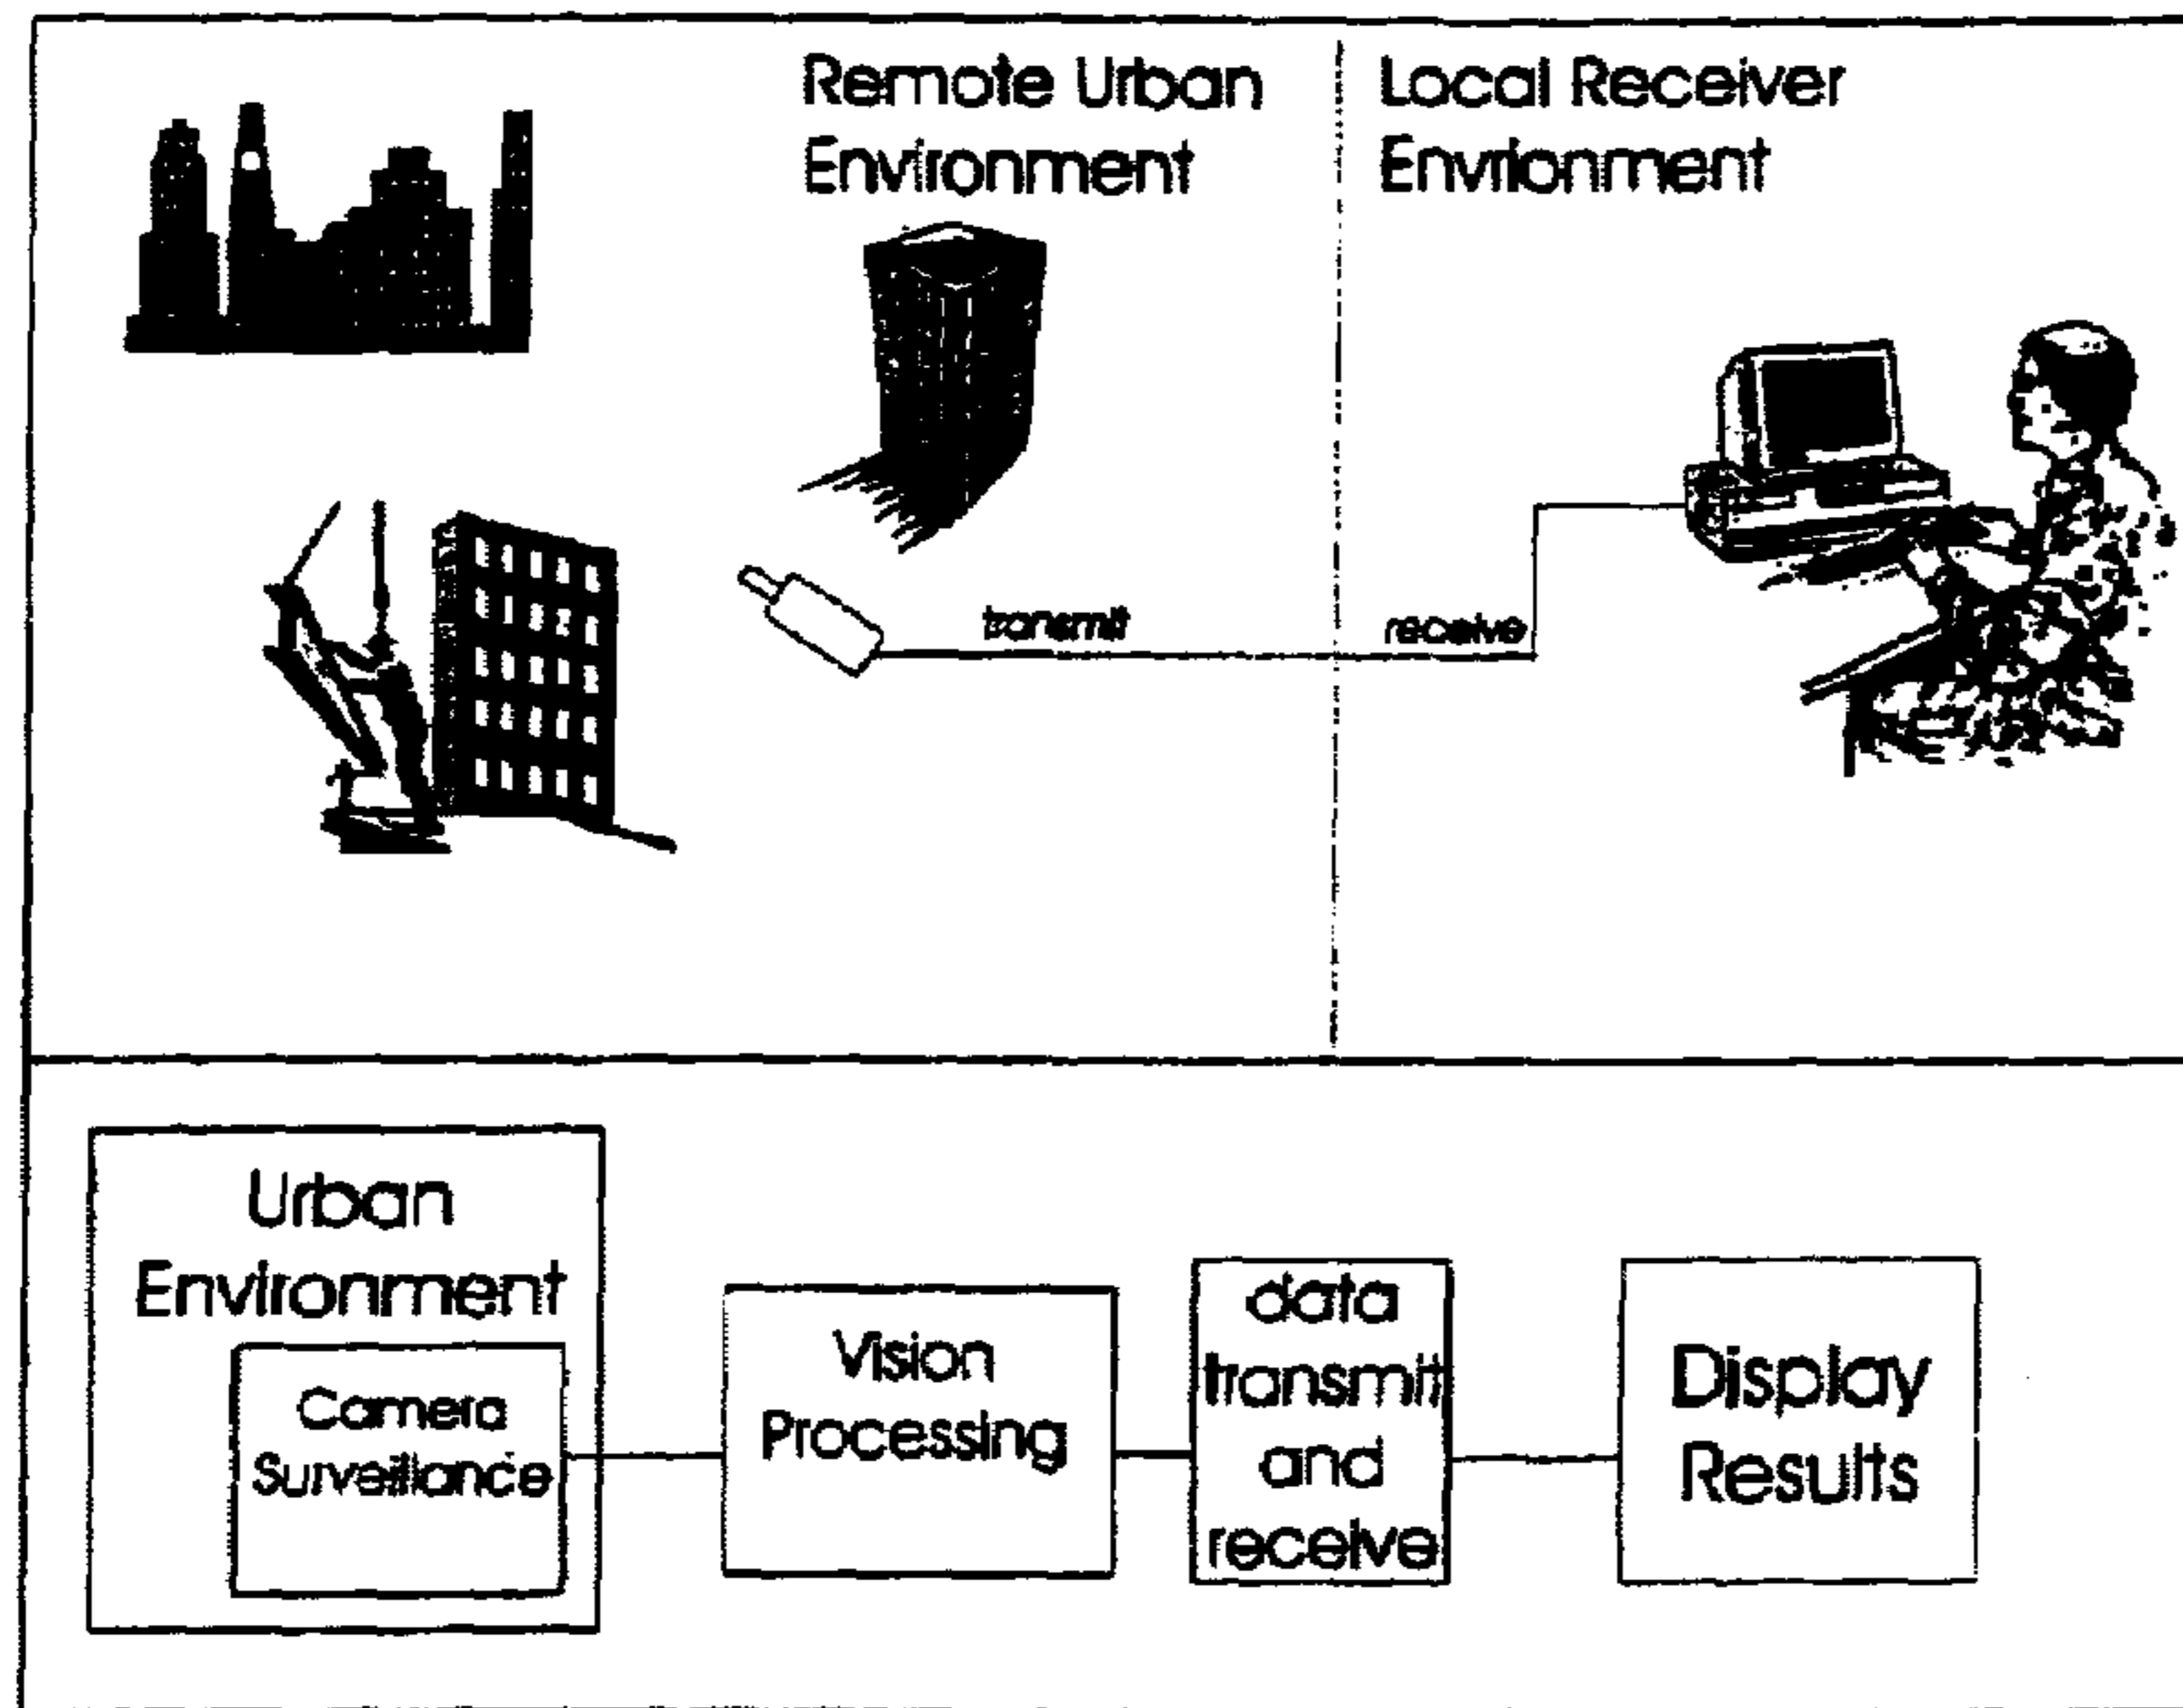 Remote Urban
Environment
Local Receiver
Envrionment
transmit
receive
Urban
Environment
Camera
Surveillance
Vision
Processing
data
transmit
and
receive
Display
Results